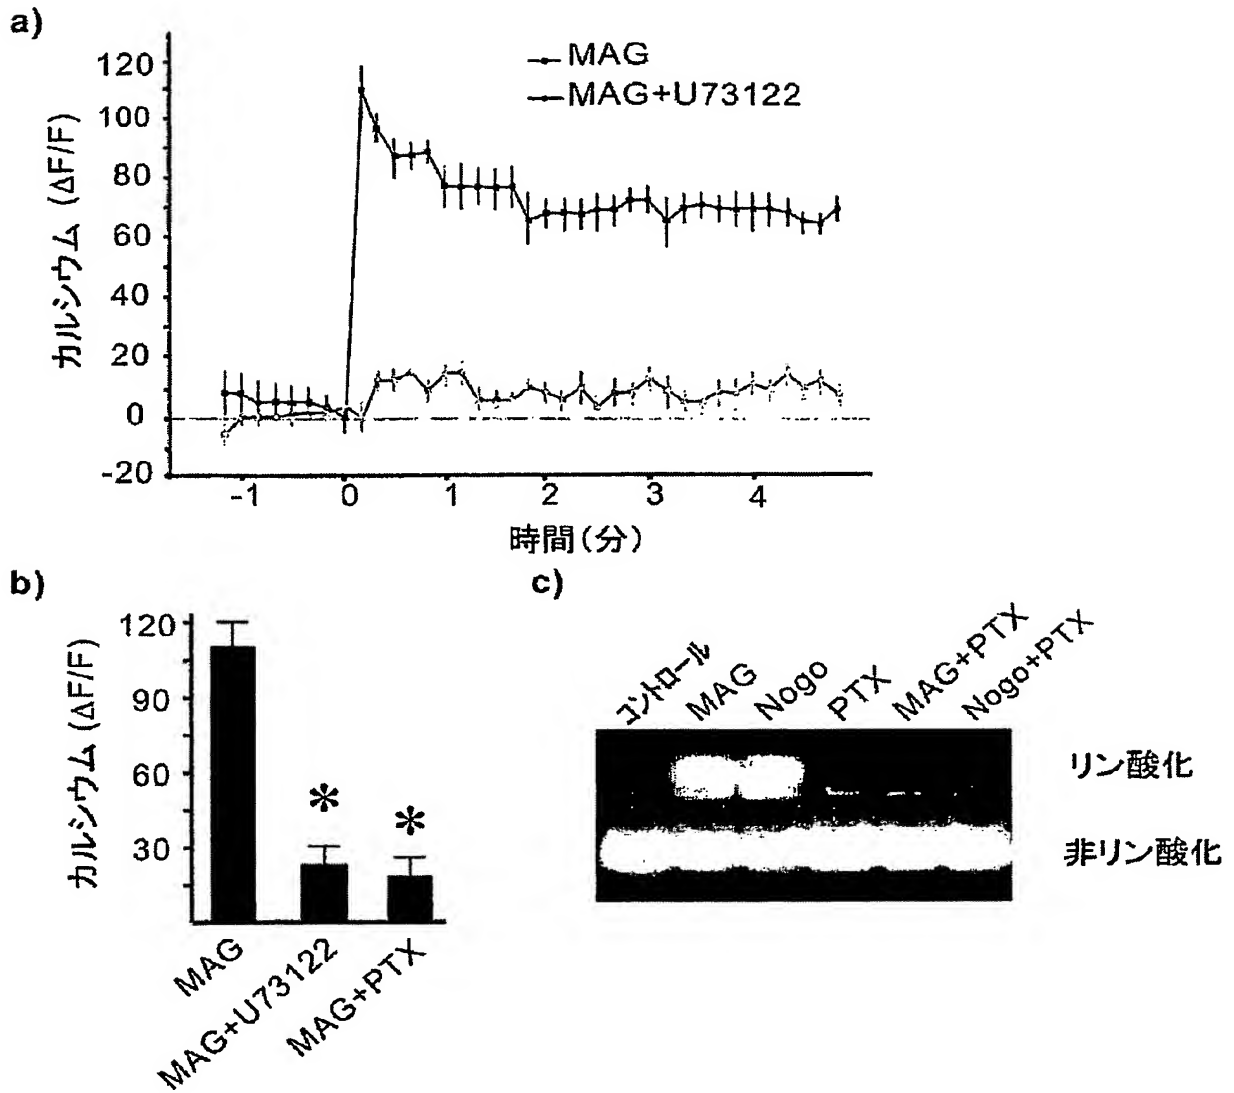 a)
MAG
MAG+U73122
カルシウム (ΔF/F)
120
100
80
60
40
20
0
-20
-1
0
1
2
3
4
時間(分)
b)
カルシウム (ΔF/F)
120
90
60
30
*
*
MAG
MAG+U73122
MAG+PTX
c)
コントロール
MAG
Nogo
PTX
MAG+PTX
Nogo+PTX
リン酸化
非リン酸化